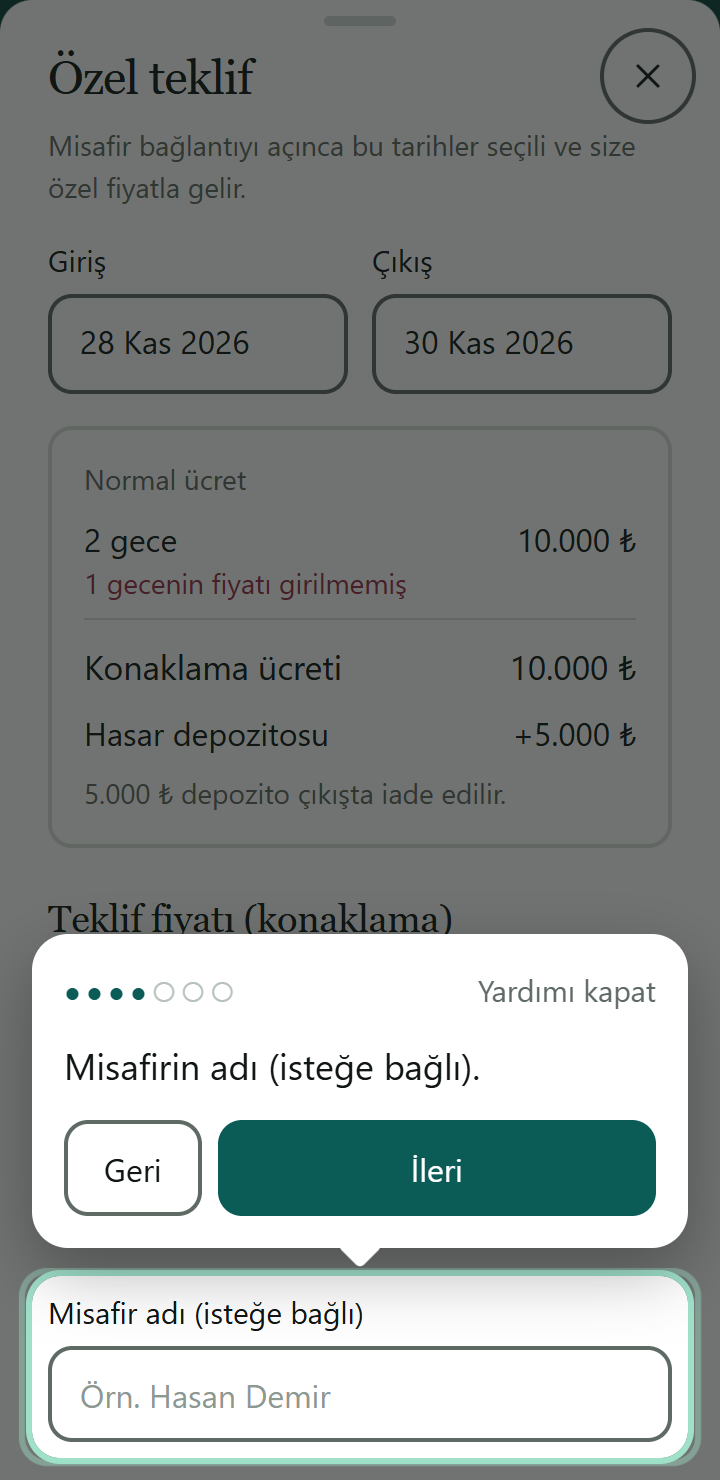 Özel teklif
Misafir bağlantıyı açınca bu tarihler seçili ve size
özel fiyatla gelir.
Giriş
Çıkış
28 Kas 2026
30 Kas 2026
Normal ücret
2 gece
10.000 ₺
1 gecenin fiyatı girilmemiş
Konaklama ücreti
10.000 ₺
Hasar depozitosu
+5.000 ₺
5.000 ₺ depozito çıkışta iade edilir.
Teklif fiyatı (konaklama)
Yardımı kapat
Misafirin adı (isteğe bağlı).
Geri
İleri
Misafir adı (isteğe bağlı)
Örn. Hasan Demir